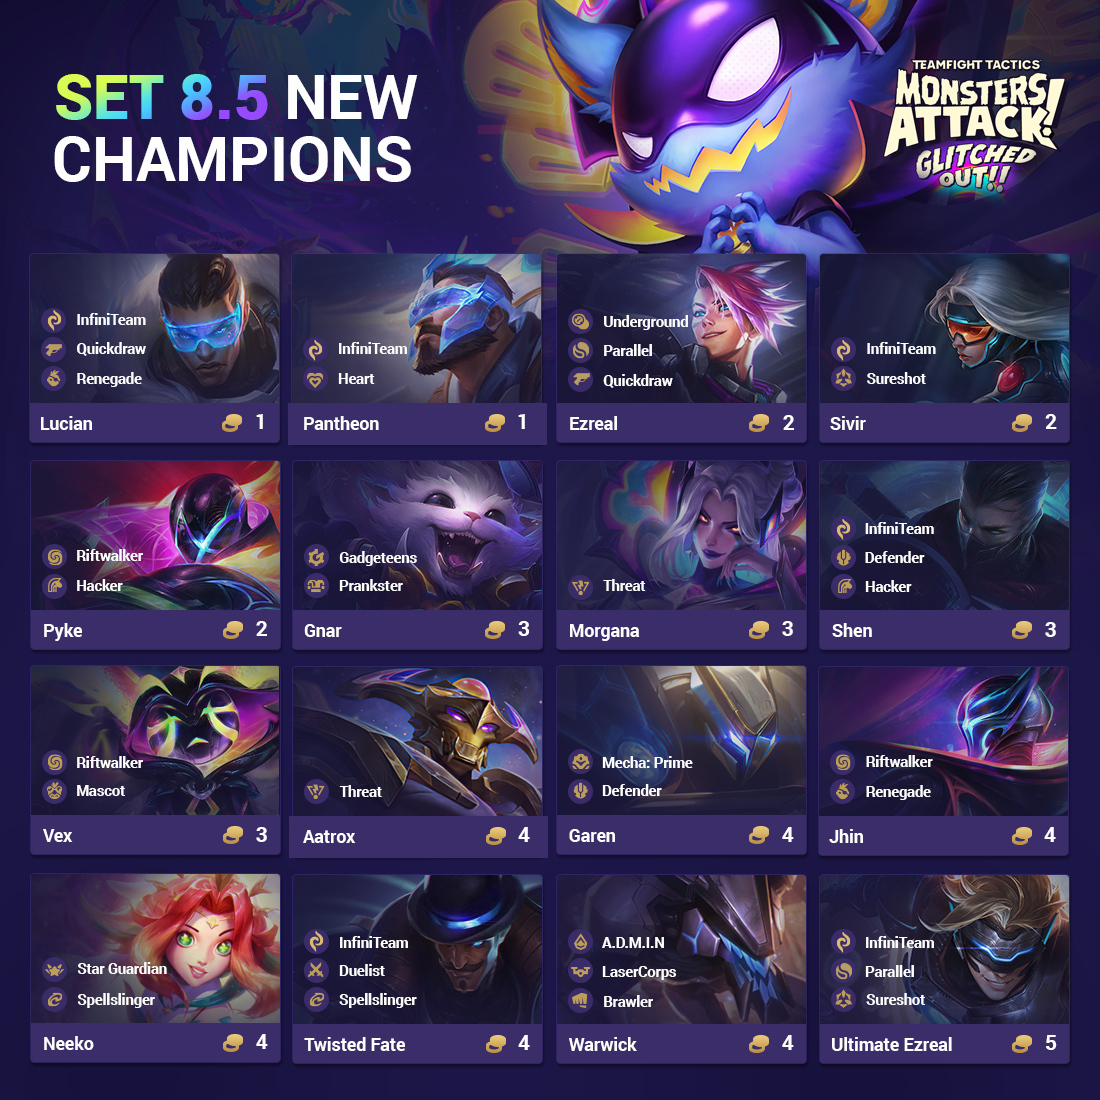 SET 8.5 NEW
CHAMPIONS
TEAMFIGHT TACTICS
MONSTERS
ATTACK!
GLITCHED
OUT!!
InfiniTeam
Quickdraw
Renegade
Lucian 1
InfiniTeam
Heart
Pantheon 1
Underground
Parallel
Quickdraw
Ezreal 2
InfiniTeam
Sureshot
Sivir 2
Riftwalker
Hacker
Pyke 2
Gadgeteens
Prankster
Gnar 3
Threat
Morgana 3
InfiniTeam
Defender
Hacker
Shen 3
Riftwalker
Mascot
Vex 3
Threat
Aatrox 4
Mecha: Prime
Defender
Garen 4
Riftwalker
Renegade
Jhin 4
Star Guardian
Spellslinger
Neeko 4
InfiniTeam
Duelist
Spellslinger
Twisted Fate 4
A.D.M.I.N
LaserCorps
Brawler
Warwick 4
InfiniTeam
Parallel
Sureshot
Ultimate Ezreal 5